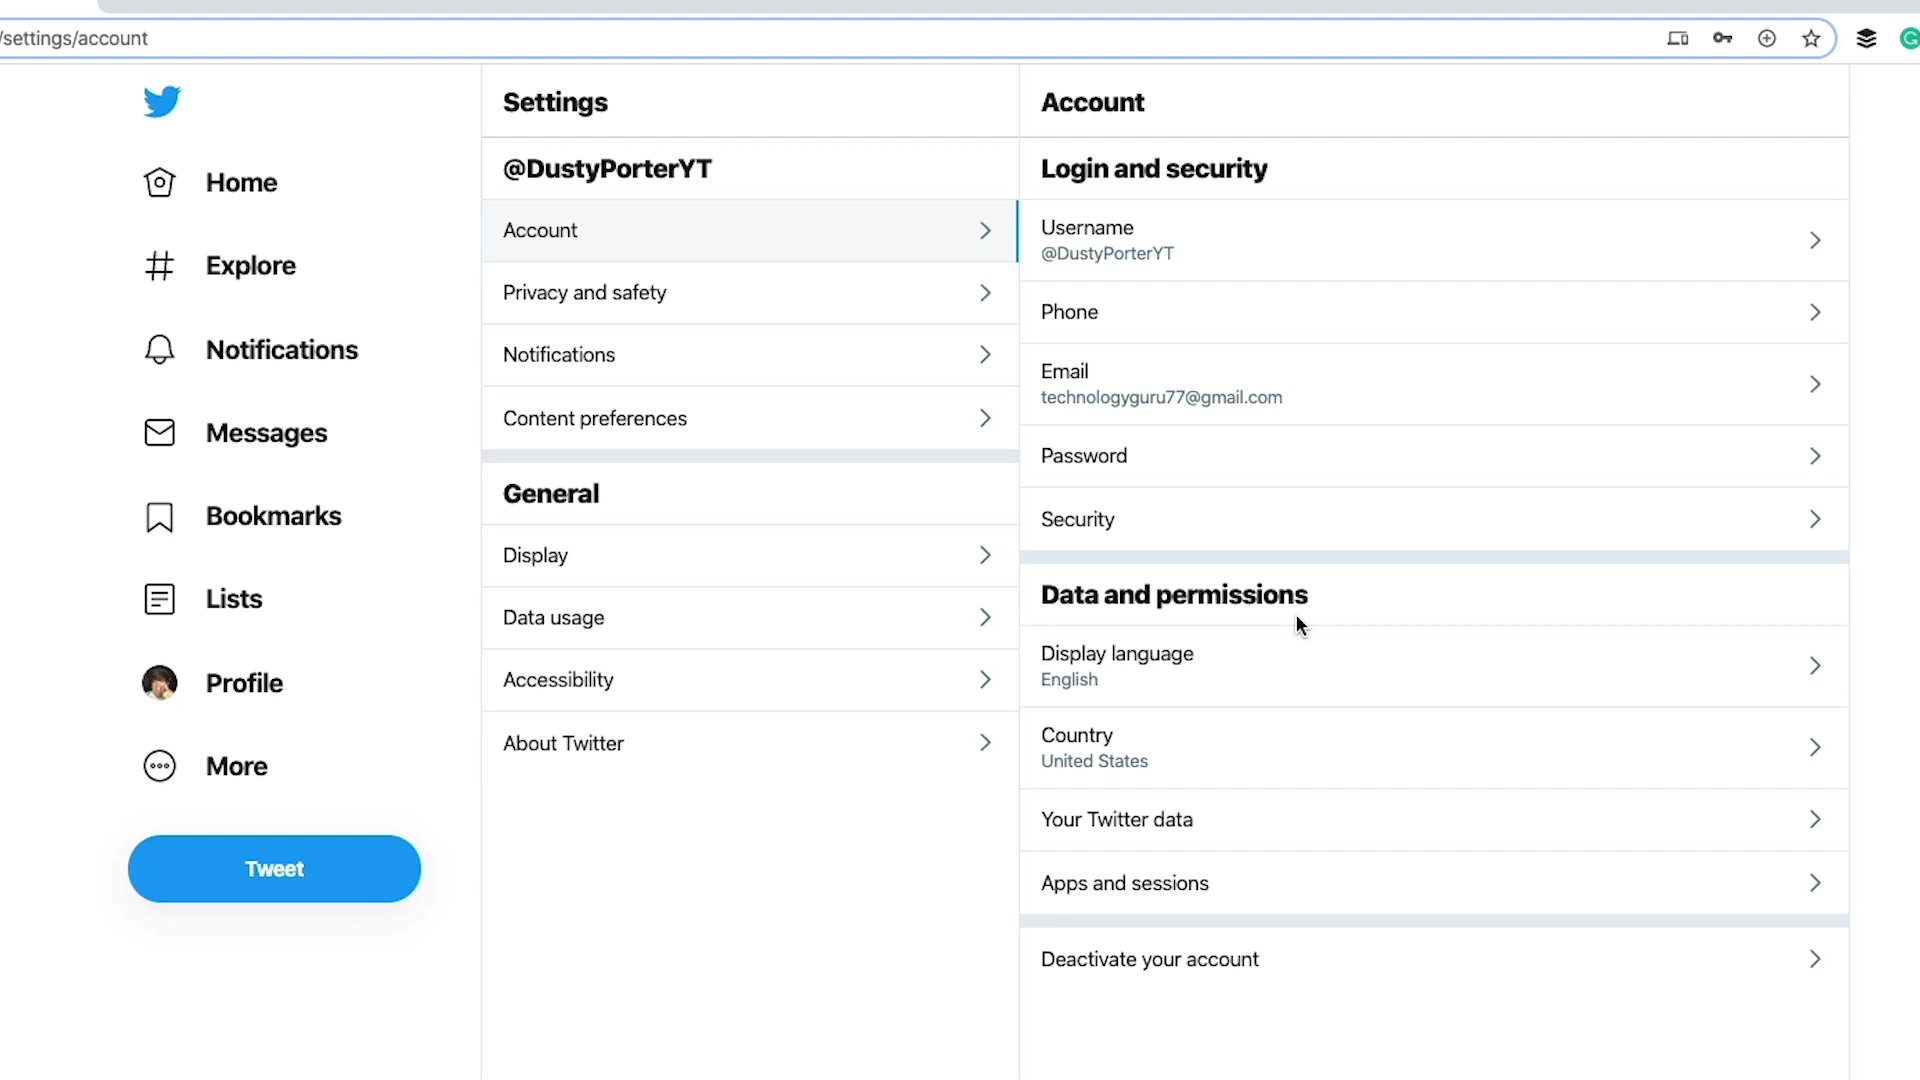 /settings/account
Home
Explore
Notifications
Messages
Bookmarks
Lists
Profile
More
Tweet
Settings
@DustyPorterYT
Account
Privacy and safety
Notifications
Content preferences
General
Display
Data usage
Accessibility
About Twitter
Account
Login and security
Username
@DustyPorterYT
Phone
Email
technologyguru77@gmail.com
Password
Security
Data and permissions
Display language
English
Country
United States
Your Twitter data
Apps and sessions
Deactivate your account